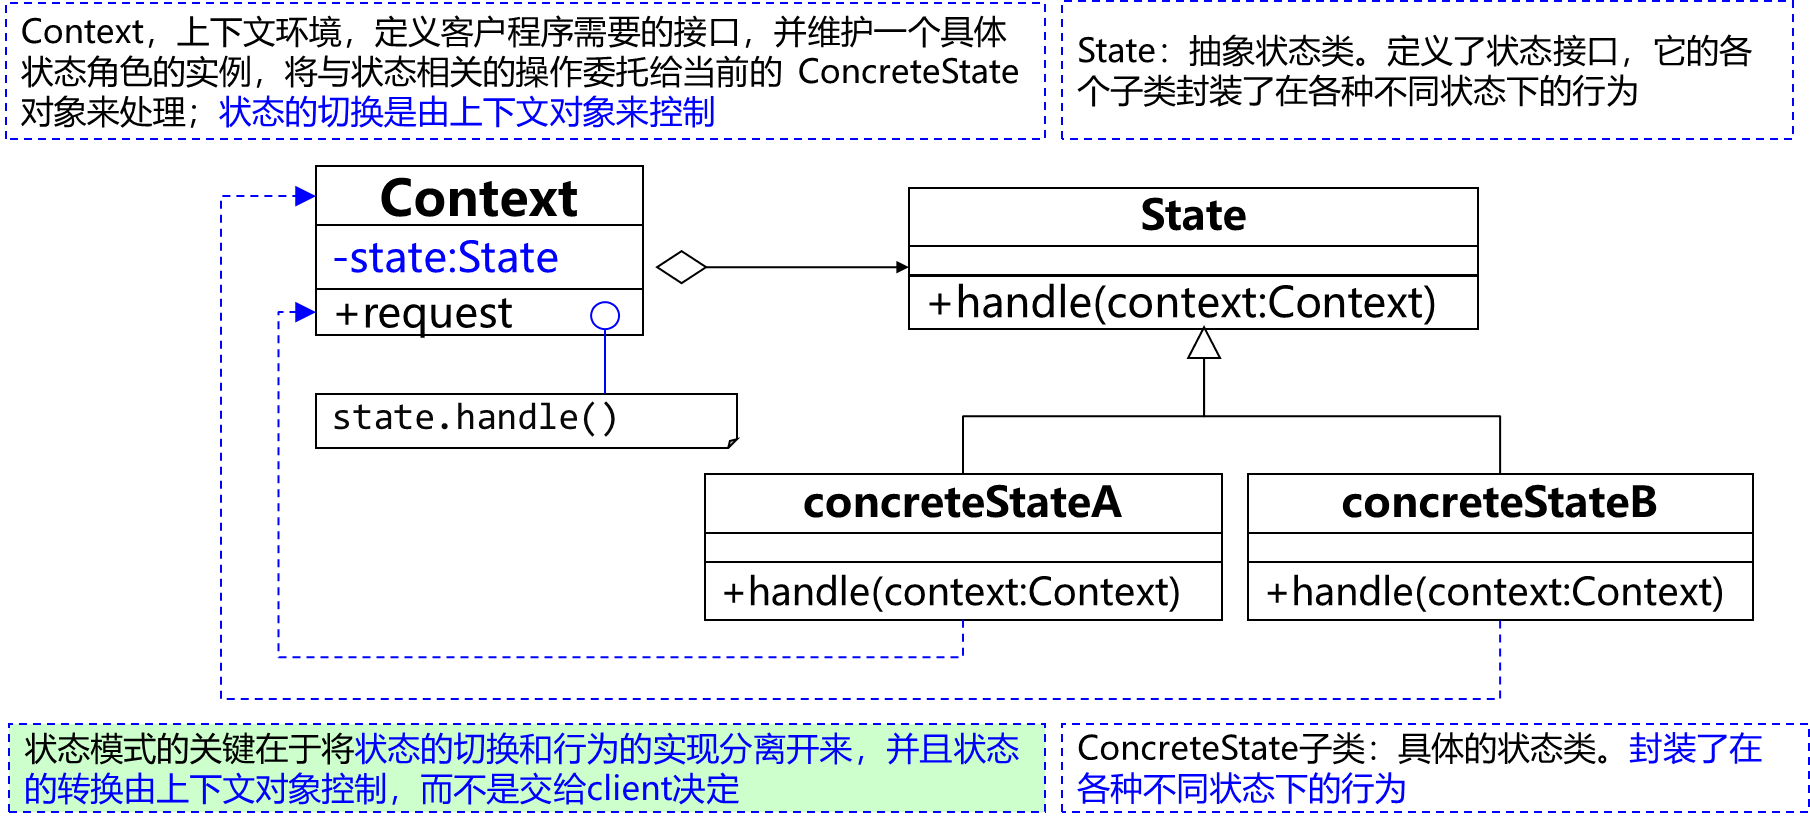 Context，上下文环境，定义客户程序需要的接口，并维护一个具体
状态角色的实例，将与状态相关的操作委托给当前的 ConcreteState
对象来处理；状态的切换是由上下文对象来控制
State：抽象状态类。定义了状态接口，它的各
个子类封装了在各种不同状态下的行为
Context
-state:State
+request
state.handle()
State
+handle(context:Context)
concreteStateA
+handle(context:Context)
concreteStateB
+handle(context:Context)
状态模式的关键在于将状态的切换和行为的实现分离开来，并且状态
的转换由上下文对象控制，而不是交给client决定
ConcreteState子类：具体的状态类。封装了在
各种不同状态下的行为